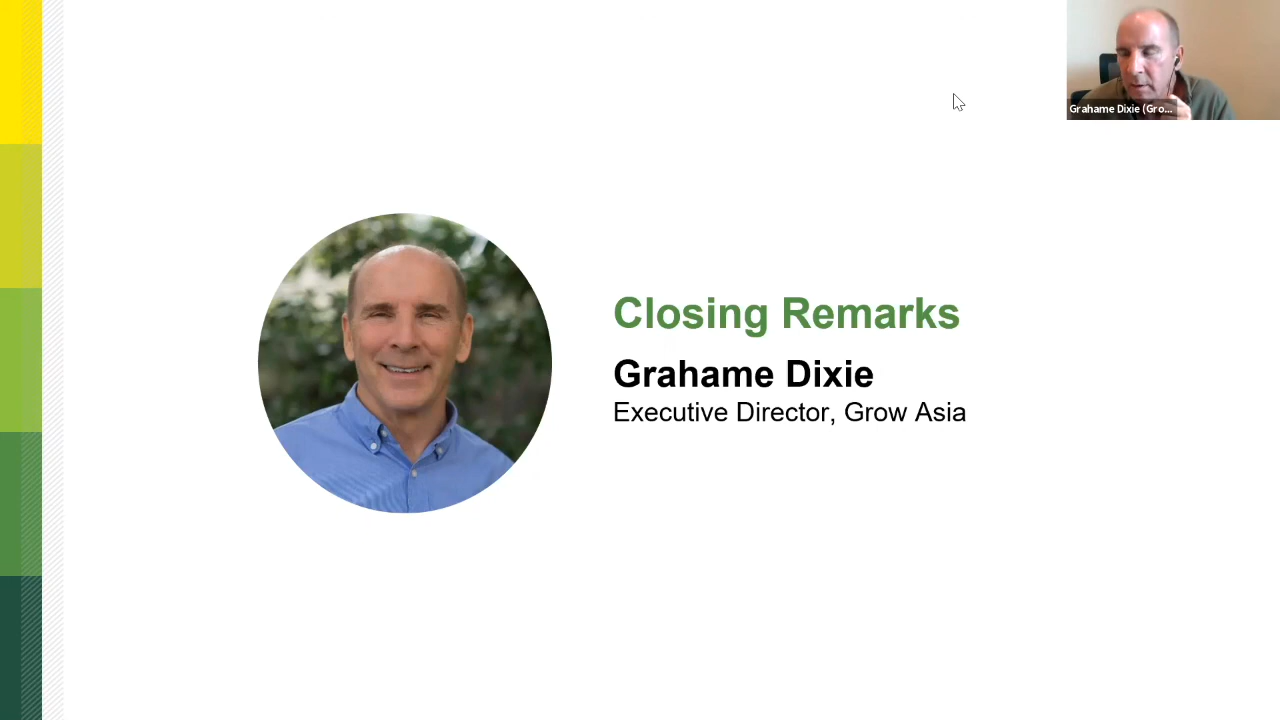 Grahame Dixie (Gro...
Closing Remarks
Grahame Dixie
Executive Director, Grow Asia